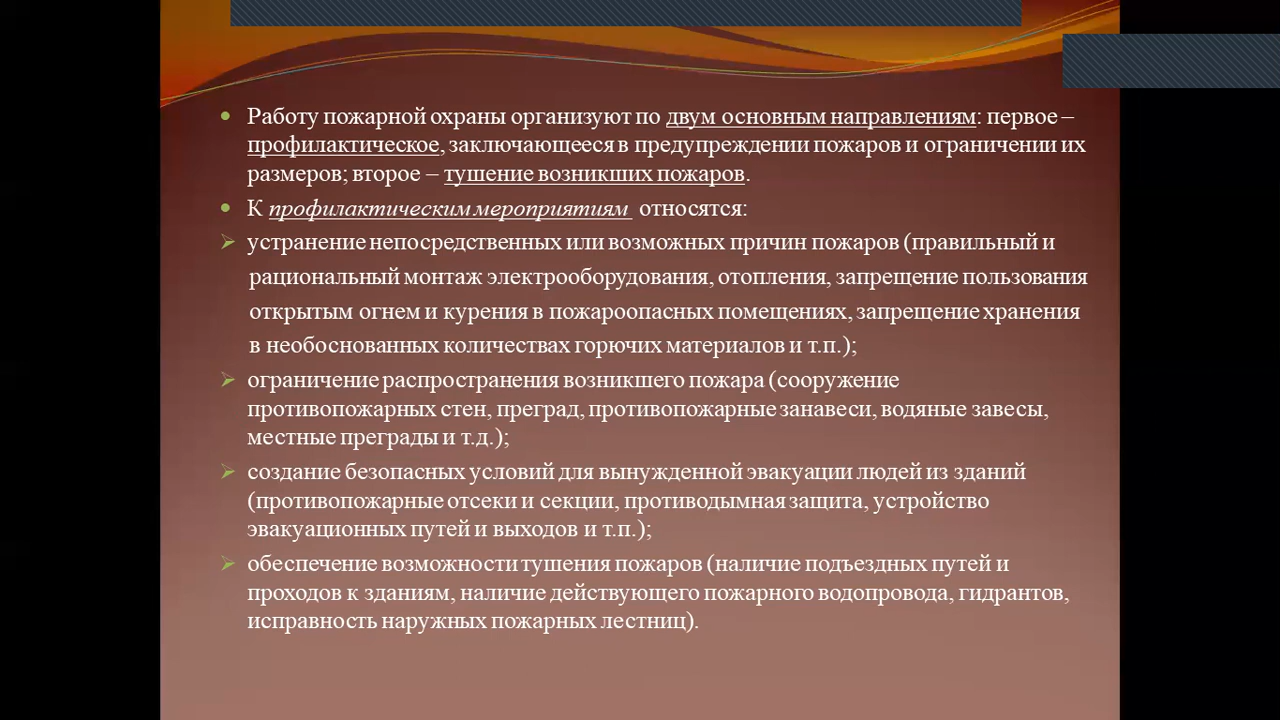 Работу пожарной охраны организуют по двум основным направлениям: первое –
профилактическое, заключающееся в предупреждении пожаров и ограничении их
размеров; второе – тушение возникших пожаров.
К профилактическим мероприятиям относятся:
устранение непосредственных или возможных причин пожаров (правильный и
рациональный монтаж электрооборудования, отопления, запрещение пользования
открытым огнем и курения в пожароопасных помещениях, запрещение хранения
в необоснованных количествах горючих материалов и т.п.);
ограничение распространения возникшего пожара (сооружение
противопожарных стен, преград, противопожарные занавеси, водяные завесы,
местные преграды и т.д.);
создание безопасных условий для вынужденной эвакуации людей из зданий
(противопожарные отсеки и секции, противодымная защита, устройство
эвакуационных путей и выходов и т.п.);
обеспечение возможности тушения пожаров (наличие подъездных путей и
проходов к зданиям, наличие действующего пожарного водопровода, гидрантов,
исправность наружных пожарных лестниц).